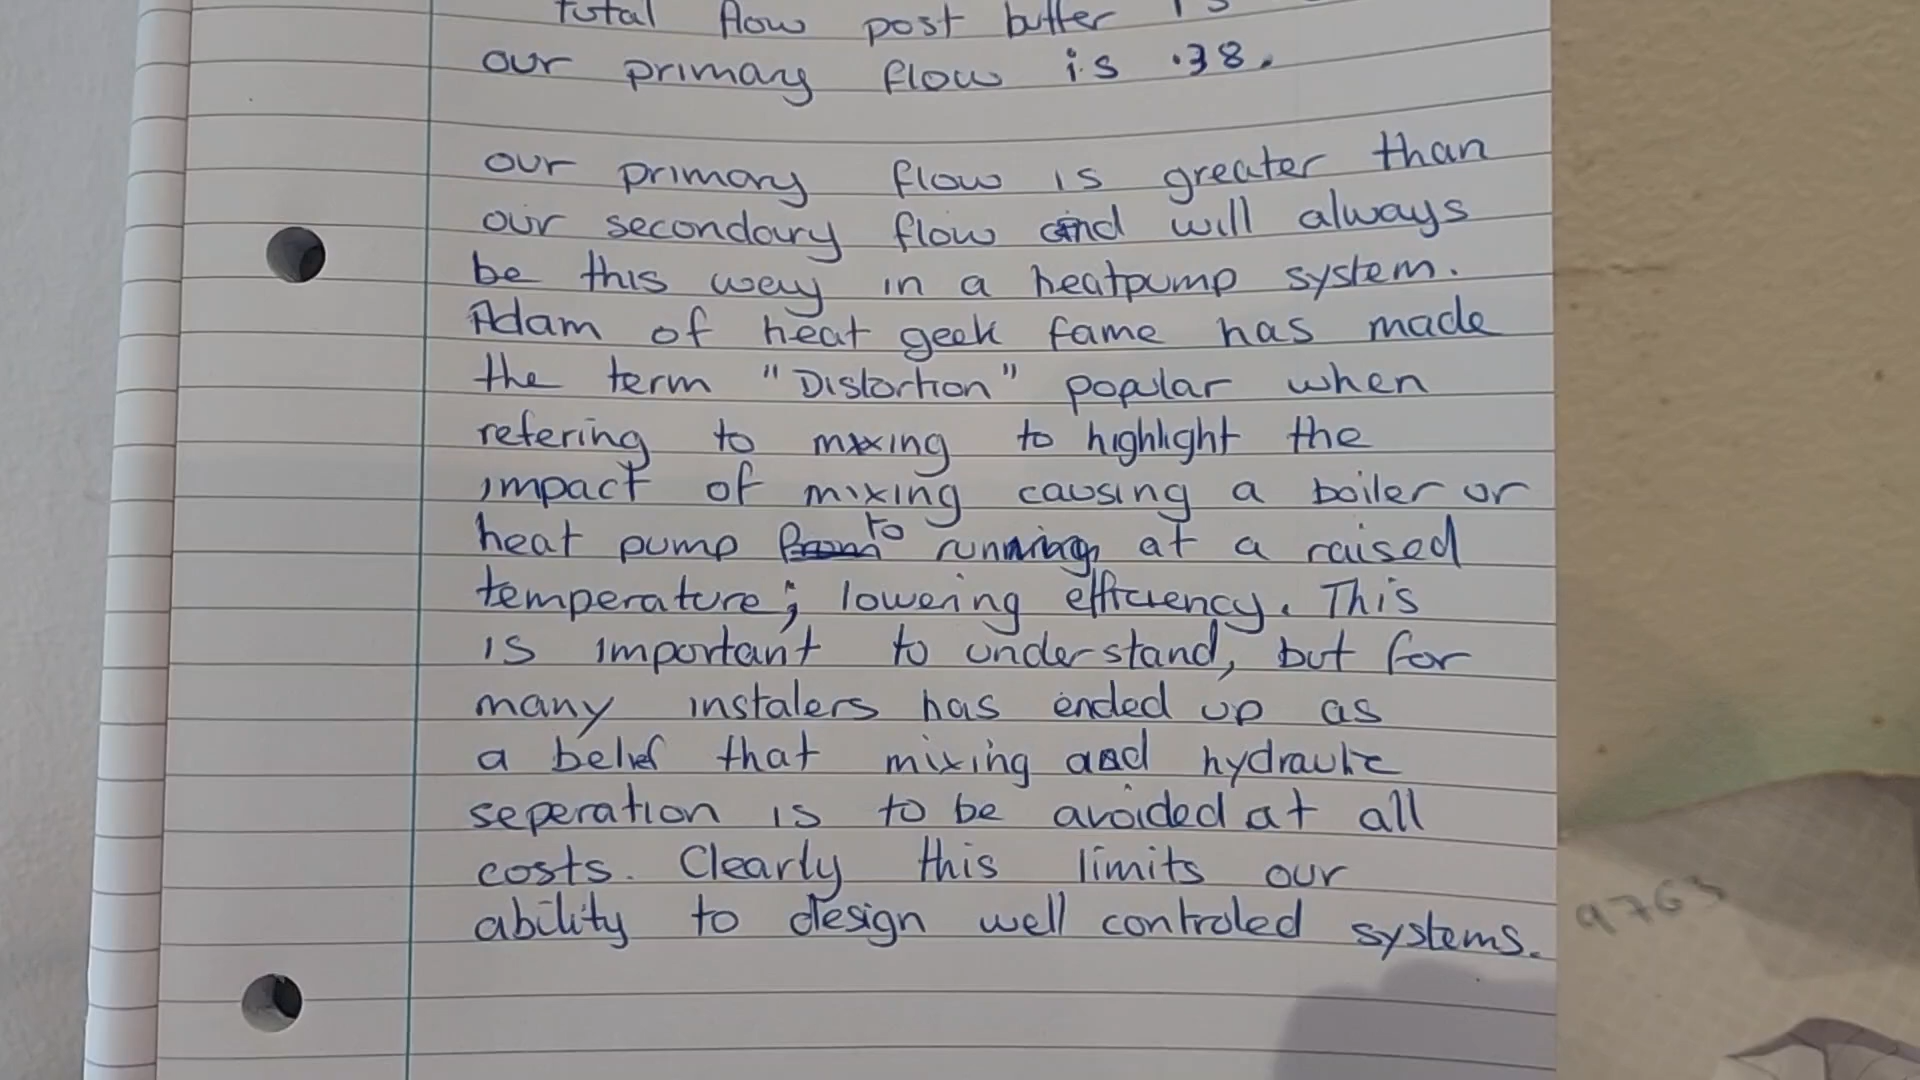 total flow post buffer is
our primary flow is .38.
our primary flow is greater than
our secondary flow and will always
be this way in a heatpump system.
Adam of heat geek fame has made
the term "Distortion" popular when
refering to mixing to highlight the
impact of mixing causing a boiler or
heat pump to run at a raised
temperature; lowering efficiency. This
is important to understand, but for
many instalers has ended up as
a belief that mixing and hydraulic
seperation is to be avoided at all
costs. Clearly this limits our
ability to design well controled systems.
9763